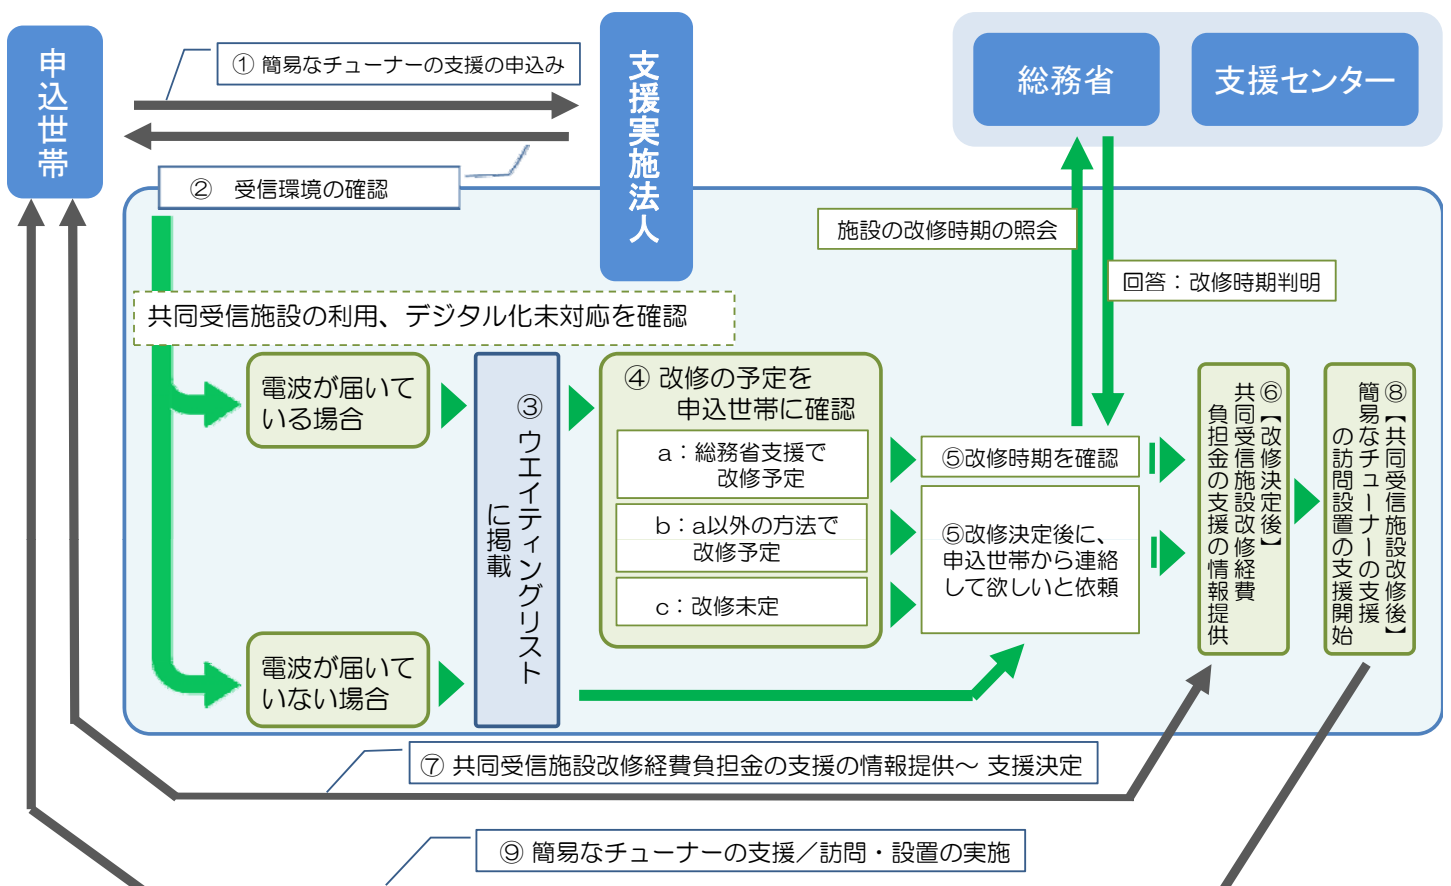 申込世帯
① 簡易なチューナーの支援の申込み
支援実施法人
総務省
支援センター
② 受信環境の確認
施設の改修時期の照会
回答：改修時期判明
共同受信施設の利用、デジタル化未対応を確認
電波が届いて
いる場合
電波が届いて
いない場合
③ ウエイティングリスト
に掲載
④ 改修の予定を
申込世帯に確認
a：総務省支援で
改修予定
b：a以外の方法で
改修予定
c：改修未定
⑤改修時期を確認
⑤改修決定後に、
申込世帯から連絡
して欲しいと依頼
⑥【改修決定後】
共同受信施設改修経費
負担金の支援の情報提供
⑧【共同受信施設改修後】
簡易なチューナーの支援
の訪問設置の支援開始
⑦ 共同受信施設改修経費負担金の支援の情報提供～ 支援決定
⑨ 簡易なチューナーの支援／訪問・設置の実施